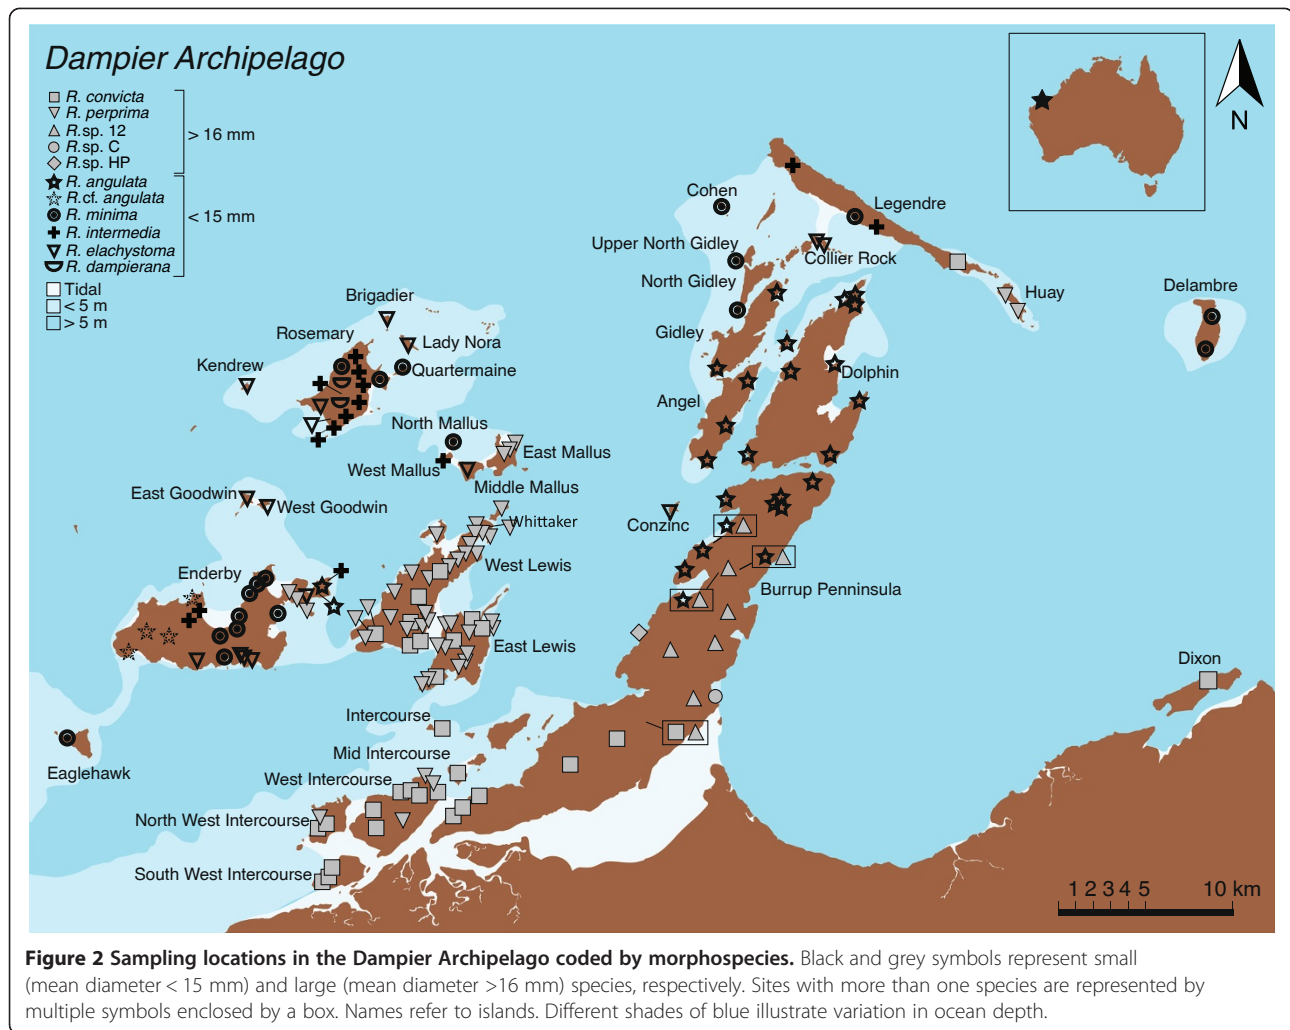 Dampier Archipelago
R. convicta
R. perprima
R.sp. 12
R.sp. C
R.sp. HP
> 16 mm
R. angulata
R.cf. angulata
R. minima
R. intermedia
R. elachystoma
R. dampierana
< 15 mm
Tidal
< 5 m
> 5 m
N
Cohen
Legendre
Upper North Gidley
Collier Rock
North Gidley
Huay
Delambre
Brigadier
Rosemary
Gidley
Lady Nora
Kendrew
Quartermaine
Dolphin
Angel
North Mallus
East Mallus
West Mallus
Middle Mallus
East Goodwin
West Goodwin
Whittaker
Conzinc
West Lewis
Enderby
Burrup Penninsula
East Lewis
Dixon
Intercourse
Mid Intercourse
Eaglehawk
West Intercourse
North West Intercourse
South West Intercourse
1 2 3 4 5 10 km
Figure 2 Sampling locations in the Dampier Archipelago coded by morphospecies. Black and grey symbols represent small
(mean diameter < 15 mm) and large (mean diameter >16 mm) species, respectively. Sites with more than one species are represented by
multiple symbols enclosed by a box. Names refer to islands. Different shades of blue illustrate variation in ocean depth.